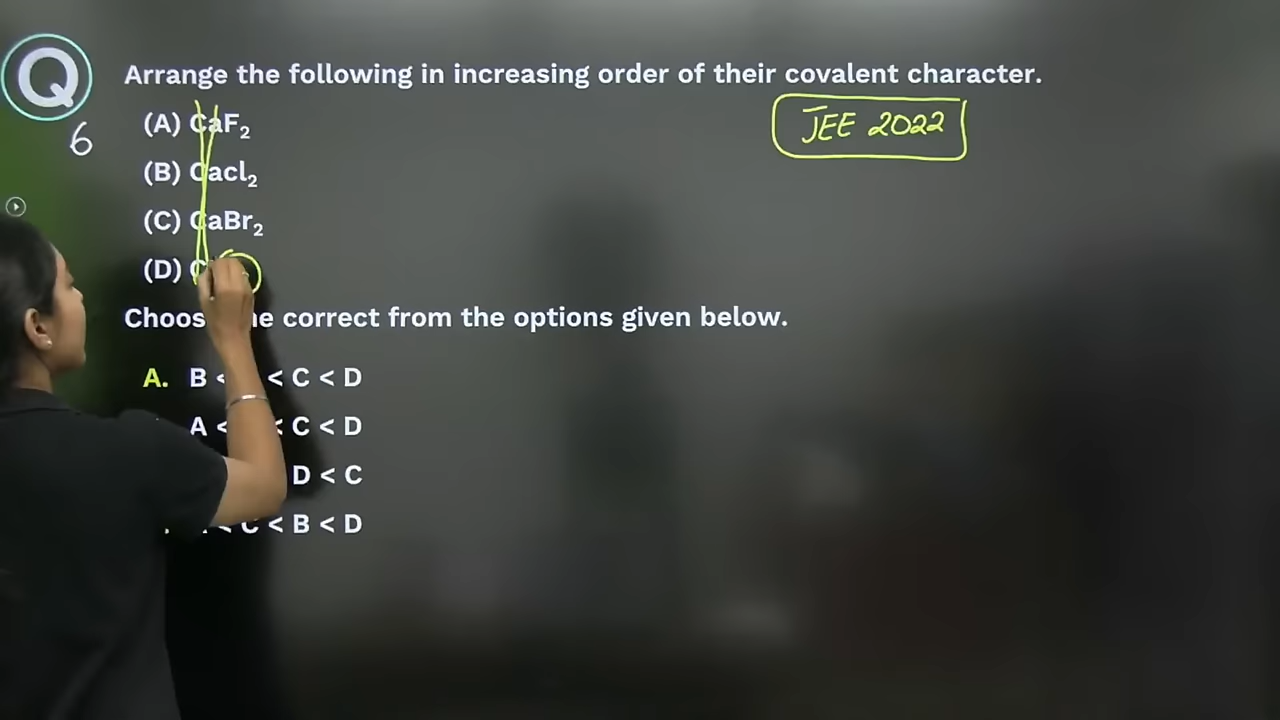 Q Arrange the following in increasing order of their covalent character.
JEE 2022
6
(A) CaF₂
(B) Cacl₂
(C) CaBr₂
(D) C
Choos e correct from the options given below.
A. B < < C < D
A < < C < D
D < C
< C < B < D